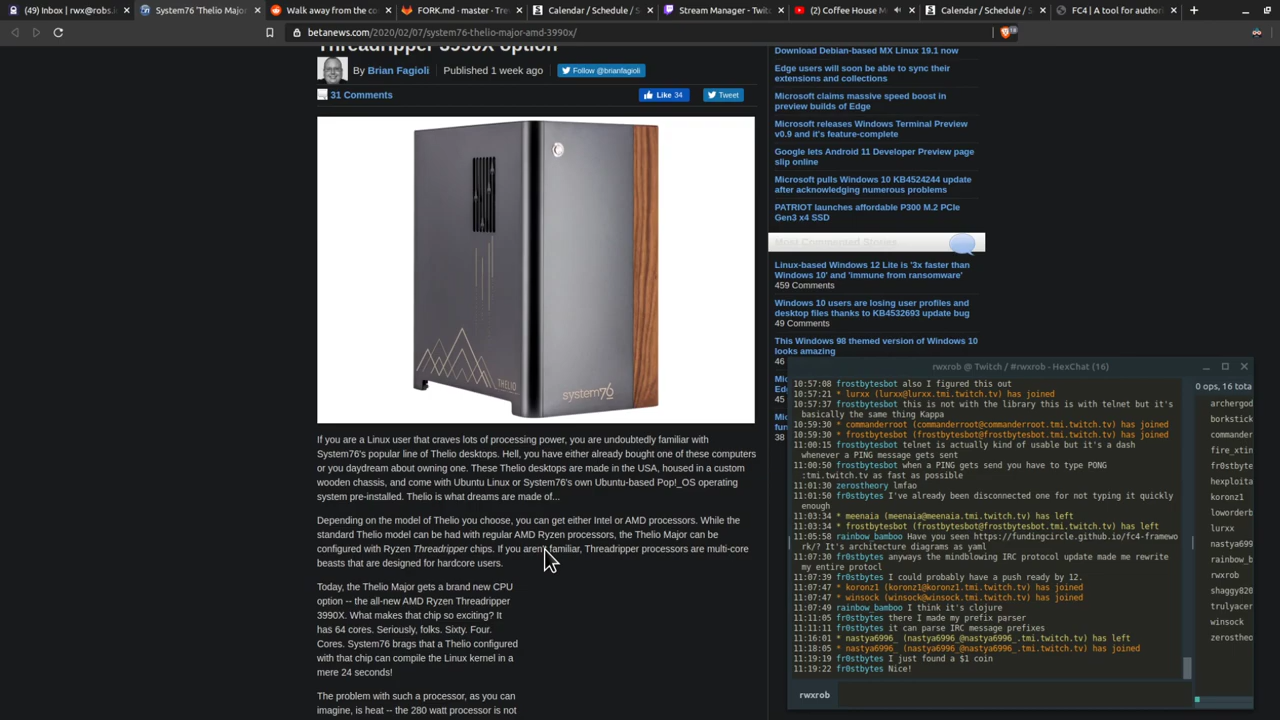 (49) Inbox | rwx@robs.i
System76 'Thelio Major
Walk away from the co
FORK.md · master · Tre
Calendar / Schedule / S
Stream Manager - Twitc
(2) Coffee House M
Calendar / Schedule / S
FC4 | A tool for author
betanews.com/2020/02/07/system76-thelio-major-amd-3990x/
18
Threadripper 3990X option
By Brian Fagioli
Published 1 week ago
Follow @brianfagioli
31 Comments
Like 34
Tweet
THELIO
system76
If you are a Linux user that craves lots of processing power, you are undoubtedly familiar with
System76's popular line of Thelio desktops. Hell, you have either already bought one of these computers
or you daydream about owning one. These Thelio desktops are made in the USA, housed in a custom
wooden chassis, and come with Ubuntu Linux or System76's own Ubuntu-based Pop!_OS operating
system pre-installed. Thelio is what dreams are made of...
Depending on the model of Thelio you choose, you can get either Intel or AMD processors. While the
standard Thelio model can be had with regular AMD Ryzen processors, the Thelio Major can be
configured with Ryzen Threadripper chips. If you aren't familiar, Threadripper processors are multi-core
beasts that are designed for hardcore users.
Today, the Thelio Major gets a brand new CPU
option -- the all-new AMD Ryzen Threadripper
3990X. What makes that chip so exciting? It
has 64 cores. Seriously, folks. Sixty. Four.
Cores. System76 brags that a Thelio configured
with that chip can compile the Linux kernel in a
mere 24 seconds!
The problem with such a processor, as you can
imagine, is heat -- the 280 watt processor is not
Download Debian-based MX Linux 19.1 now
Edge users will soon be able to sync their
extensions and collections
Microsoft claims massive speed boost in
preview builds of Edge
Microsoft releases Windows Terminal Preview
v0.9 and it's feature-complete
Google lets Android 11 Developer Preview page
slip online
Microsoft pulls Windows 10 KB4524244 update
after acknowledging numerous problems
PATRIOT launches affordable P300 M.2 PCIe
Gen3 x4 SSD
Most Commented Stories
Linux-based Windows 12 Lite is '3x faster than
Windows 10' and 'immune from ransomware'
459 Comments
Windows 10 users are losing user profiles and
desktop files thanks to KB4532693 update bug
49 Comments
This Windows 98 themed version of Windows 10
looks amazing
46
Mic
45
38
rwxrob @ Twitch / #rwxrob - HexChat (16)
10:57:08 frostbytesbot also I figured this out
10:57:21 * lurxx (lurxx@lurxx.tmi.twitch.tv) has joined
10:57:37 frostbytesbot this is not with the library this is with telnet but it's
basically the same thing Kappa
10:59:30 * commanderroot (commanderroot@commanderroot.tmi.twitch.tv) has joined
10:59:30 * frostbytesbot (frostbytesbot@frostbytesbot.tmi.twitch.tv) has joined
11:00:15 frostbytesbot telnet is actually kind of usable but it's a dash
whenever a PING message gets sent
11:00:50 frostbytesbot when a PING gets send you have to type PONG
:tmi.twitch.tv as fast as possible
11:01:30 zerostheory lmfao
11:01:50 fr0stbytes I've already been disconnected one for not typing it quickly
enough
11:03:34 * meenaia (meenaia@meenaia.tmi.twitch.tv) has left
11:03:34 * frostbytesbot (frostbytesbot@frostbytesbot.tmi.twitch.tv) has left
11:05:58 rainbow_bamboo Have you seen https://fundingcircle.github.io/fc4-framewo
rk/? It's architecture diagrams as yaml
11:07:30 fr0stbytes anyways the mindblowing IRC protocol update made me rewrite
my entire protocl
11:07:39 fr0stbytes I could probably have a push ready by 12.
11:07:47 * koronz1 (koronz1@koronz1.tmi.twitch.tv) has joined
11:07:47 * winsock (winsock@winsock.tmi.twitch.tv) has joined
11:07:49 rainbow_bamboo I think it's clojure
11:11:05 fr0stbytes there I made my prefix parser
11:11:11 fr0stbytes it can parse IRC message prefixes
11:16:01 * nastya6996_ (nastya6996_@nastya6996_.tmi.twitch.tv) has left
11:18:05 * nastya6996_ (nastya6996_@nastya6996_.tmi.twitch.tv) has joined
11:19:19 fr0stbytes I just found a $1 coin
11:19:22 fr0stbytes Nice!
rwxrob
0 ops, 16 tota
archergod
borkstick
commander
fire_xtin
fr0stbyte
hexploita
koronz1
loworderb
lurxx
nastya699
rainbow_b
rwxrob
shaggy820
trulyacer
winsock
zerostheo